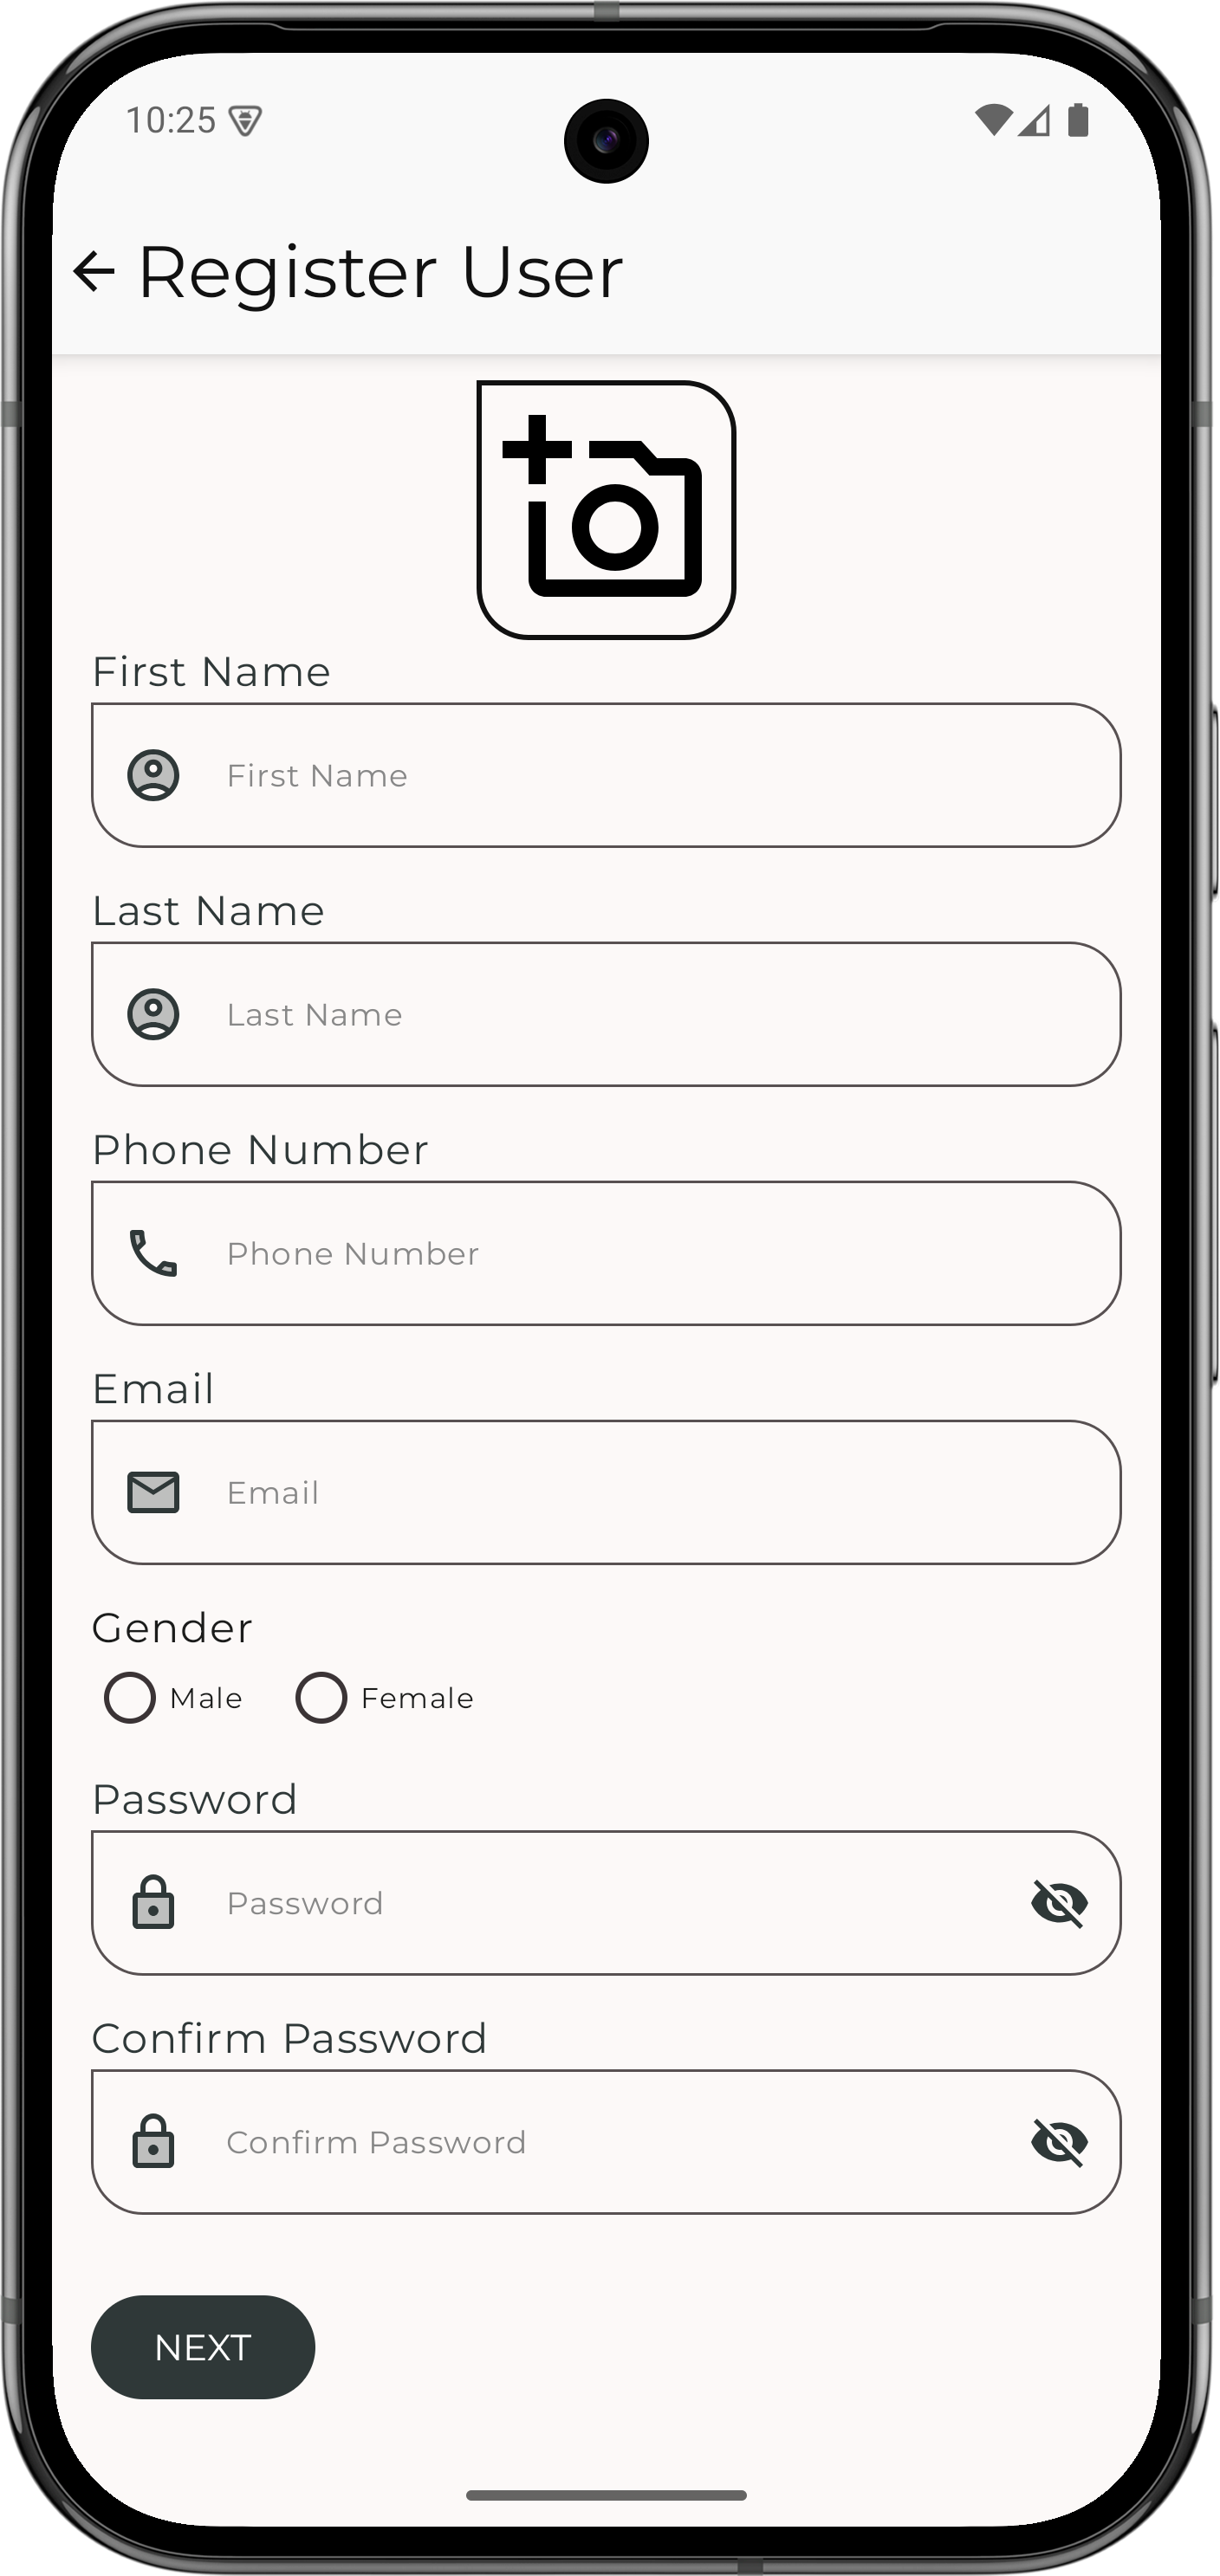 10:25
Register User
First Name
First Name
Last Name
Last Name
Phone Number
Phone Number
Email
Email
Gender
Male Female
Password
Password
Confirm Password
Confirm Password
NEXT